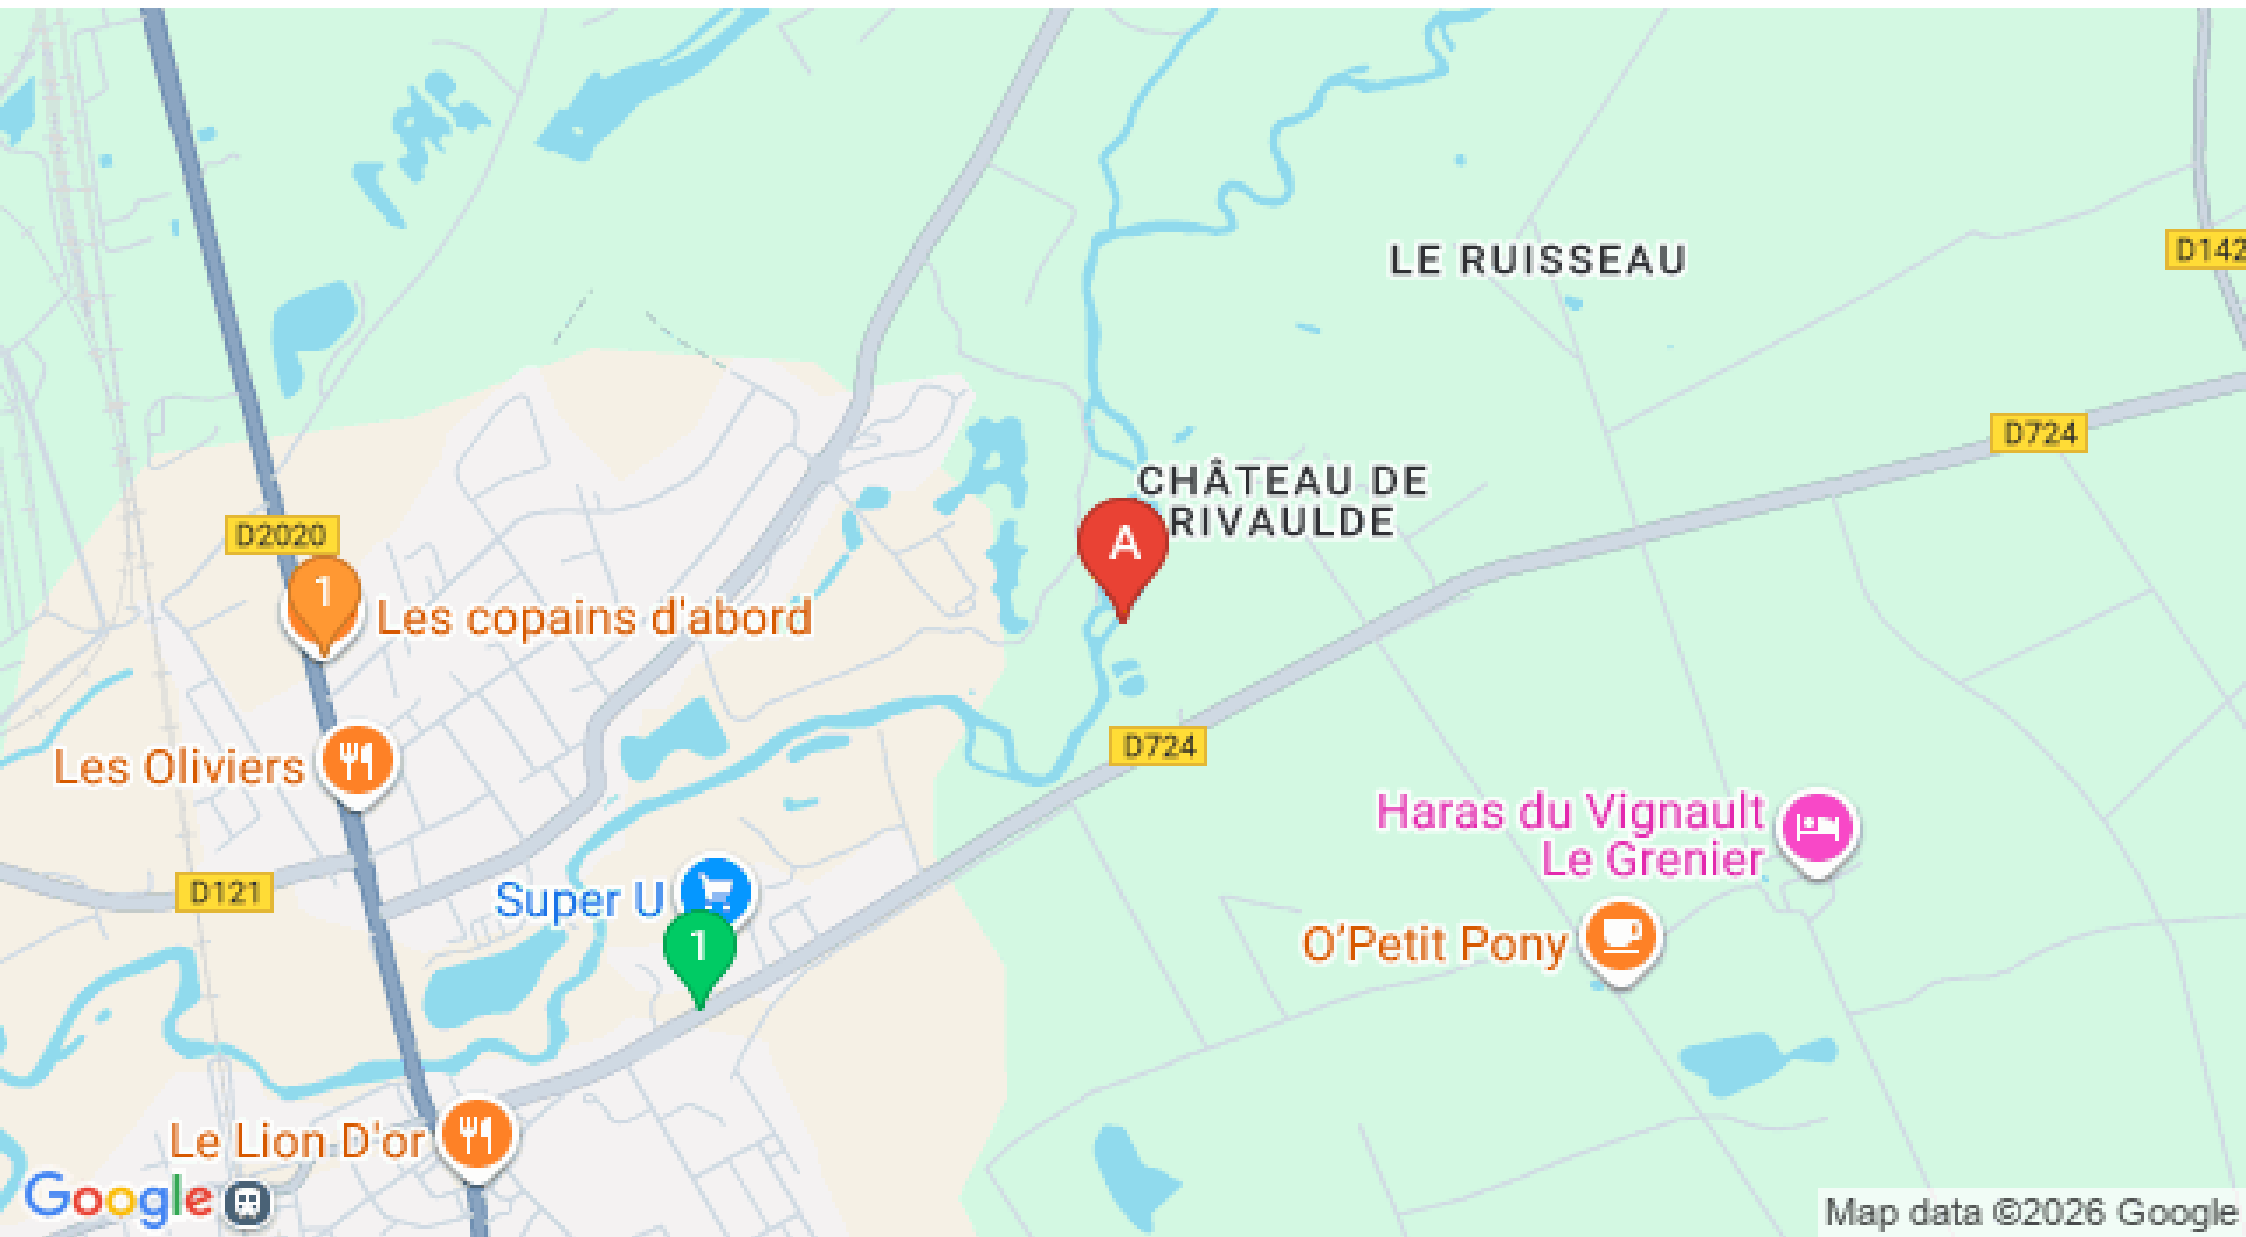 LE RUISSEAU
D142
D724
CHÂTEAU DE
RIVAULDE
A
D2020
1
Les copains d'abord
D724
Les Oliviers
Haras du Vignault
Le Grenier
D121
Super U
1
O'Petit Pony
Le Lion D'or
Google
Map data ©2026 Google